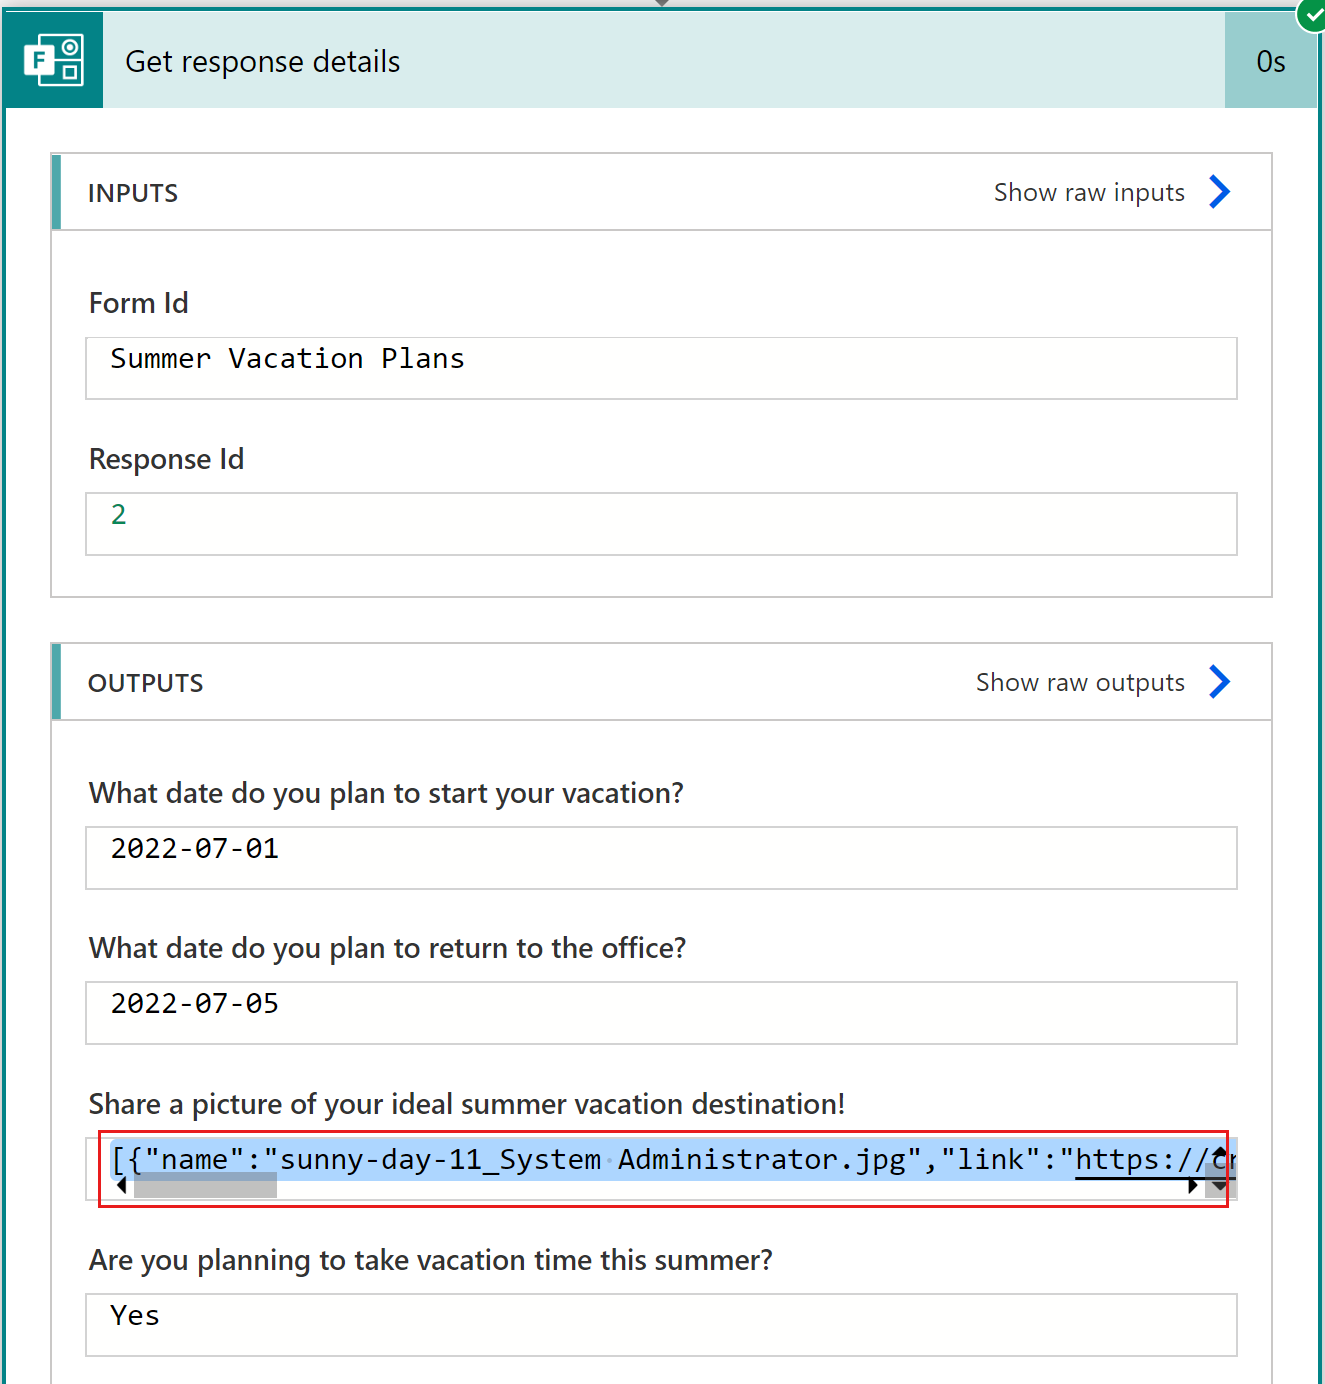 F
Get response details
0s
INPUTS
Show raw inputs
Form Id
Summer Vacation Plans
Response Id
2
OUTPUTS
Show raw outputs
What date do you plan to start your vacation?
2022-07-01
What date do you plan to return to the office?
2022-07-05
Share a picture of your ideal summer vacation destination!
[{"name":"sunny-day-11_System Administrator.jpg","link":"https://
Are you planning to take vacation time this summer?
Yes